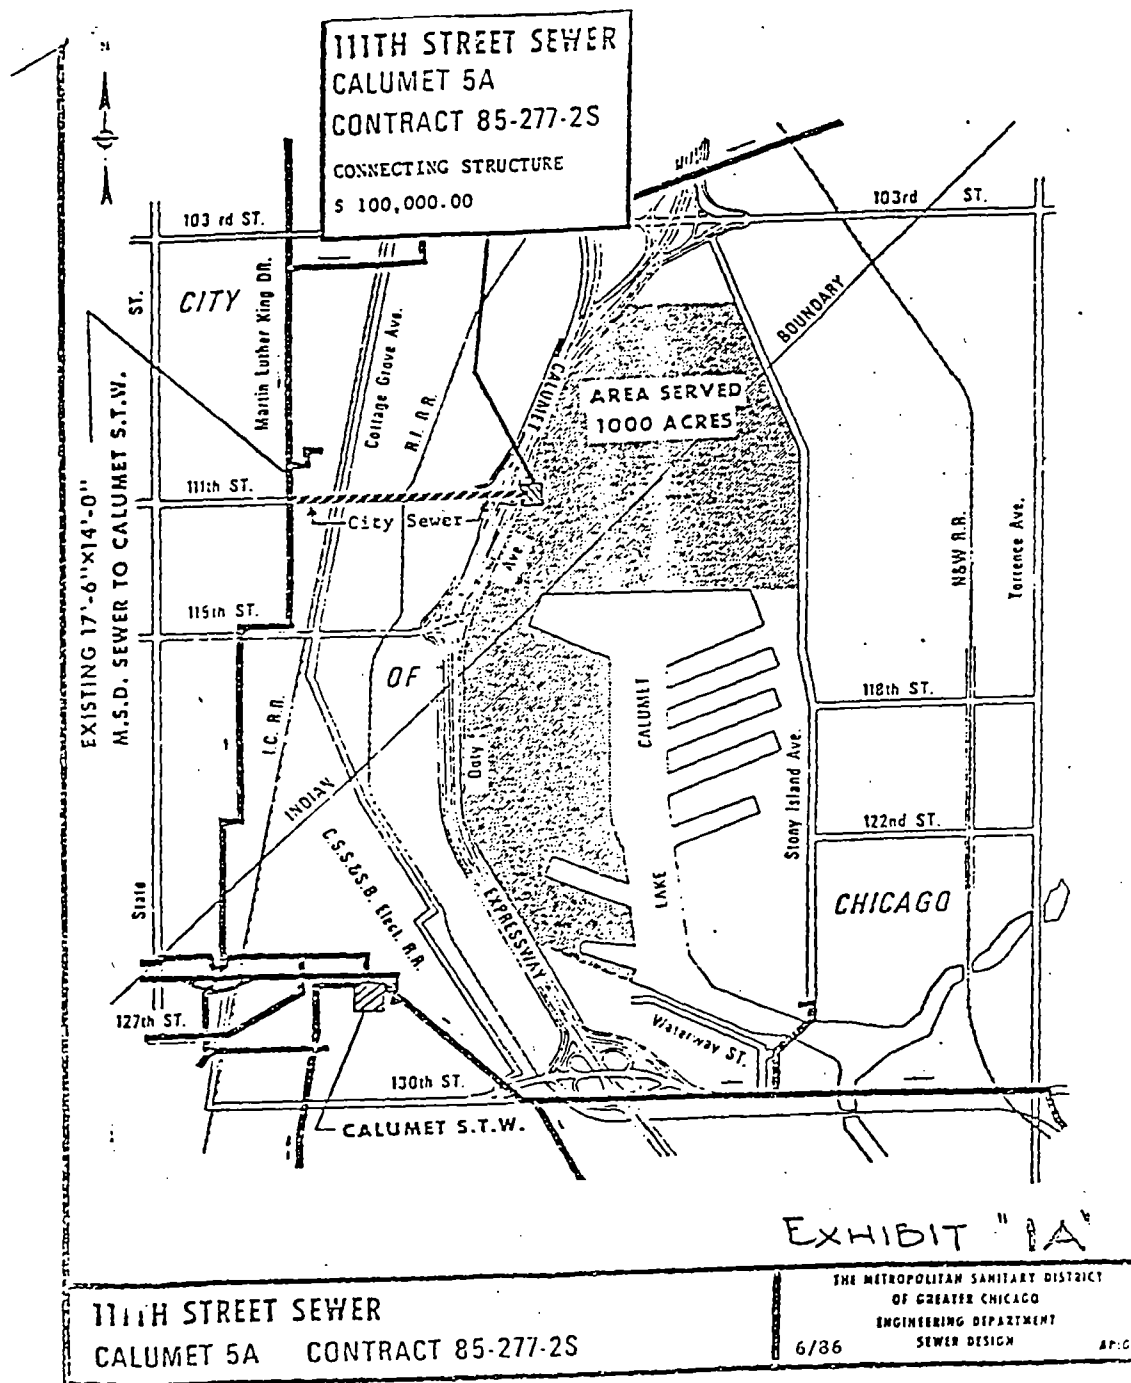 N
111TH STREET SEWER
CALUMET 5A
CONTRACT 85-277-2S
CONNECTING STRUCTURE
$ 100,000.00
103 rd ST.
103rd ST.
CITY
ST.
Martin Luther King DR.
Cottage Grove Ave.
R.I. R.R.
CALUMET
BOUNDARY
AREA SERVED
1000 ACRES
EXISTING 17'-6"X14'-0"
M.S.D. SEWER TO CALUMET S.T.W.
111th ST.
City Sewer
Ave.
N&W R.R.
Torrence Ave.
115th ST.
OF
I.C. R.R.
INDIAN
Doty
CALUMET
118th ST.
Stony Island Ave.
122nd ST.
C.S.S.&S.B. Elect. R.R.
EXPRESSWAY
LAKE
CHICAGO
State
127th ST.
Waterway ST.
130th ST.
CALUMET S.T.W.
EXHIBIT "1A"
111TH STREET SEWER
CALUMET 5A CONTRACT 85-277-2S
THE METROPOLITAN SANITARY DISTRICT
OF GREATER CHICAGO
ENGINEERING DEPARTMENT
SEWER DESIGN
6/86